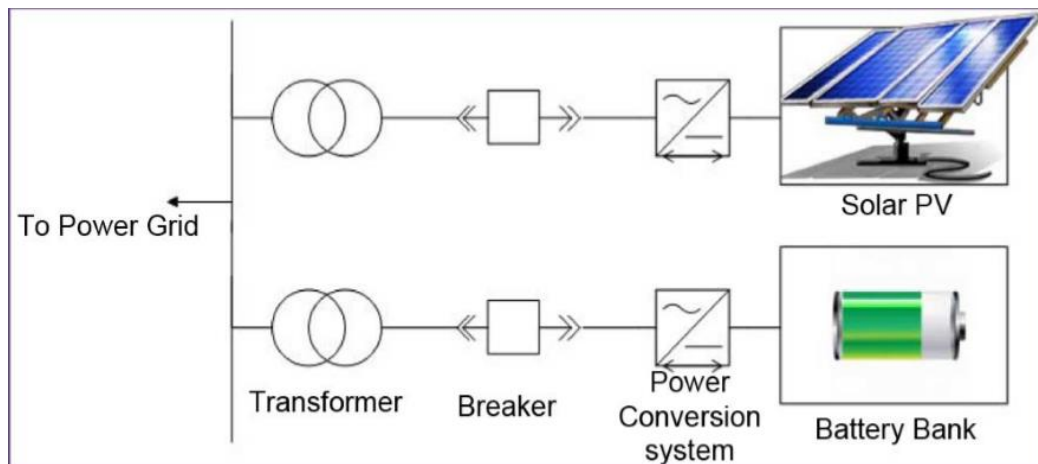 Solar PV
To Power Grid
Transformer
Breaker
Power
Conversion
system
Battery Bank